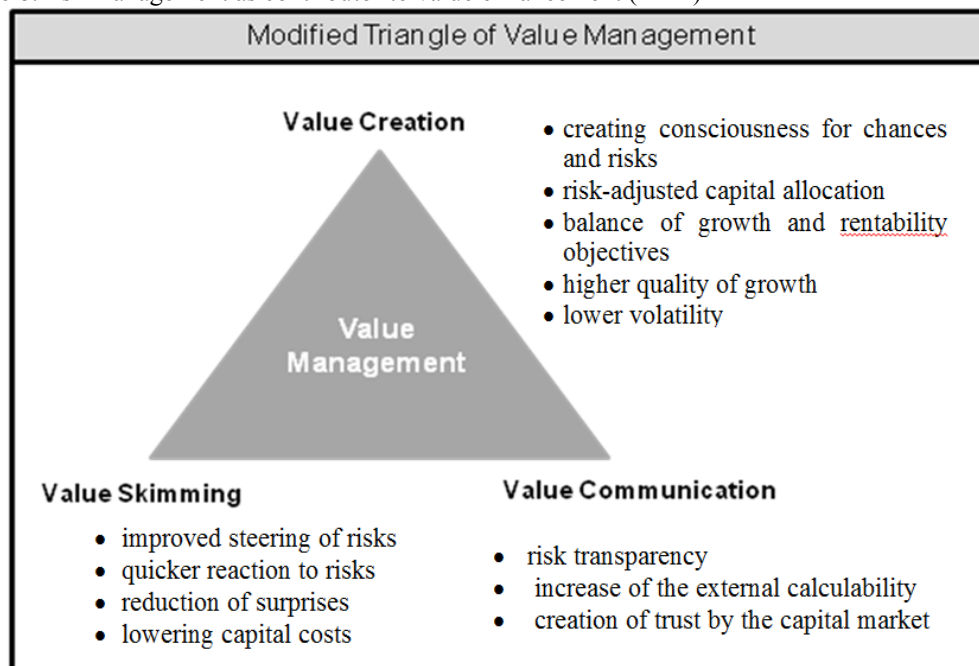 Modified Triangle of Value Management
Value Creation
• creating consciousness for chances
and risks
• risk-adjusted capital allocation
• balance of growth and rentability
objectives
• higher quality of growth
• lower volatility
Value
Management
Value Skimming
• improved steering of risks
• quicker reaction to risks
• reduction of surprises
• lowering capital costs
Value Communication
• risk transparency
• increase of the external calculability
• creation of trust by the capital market